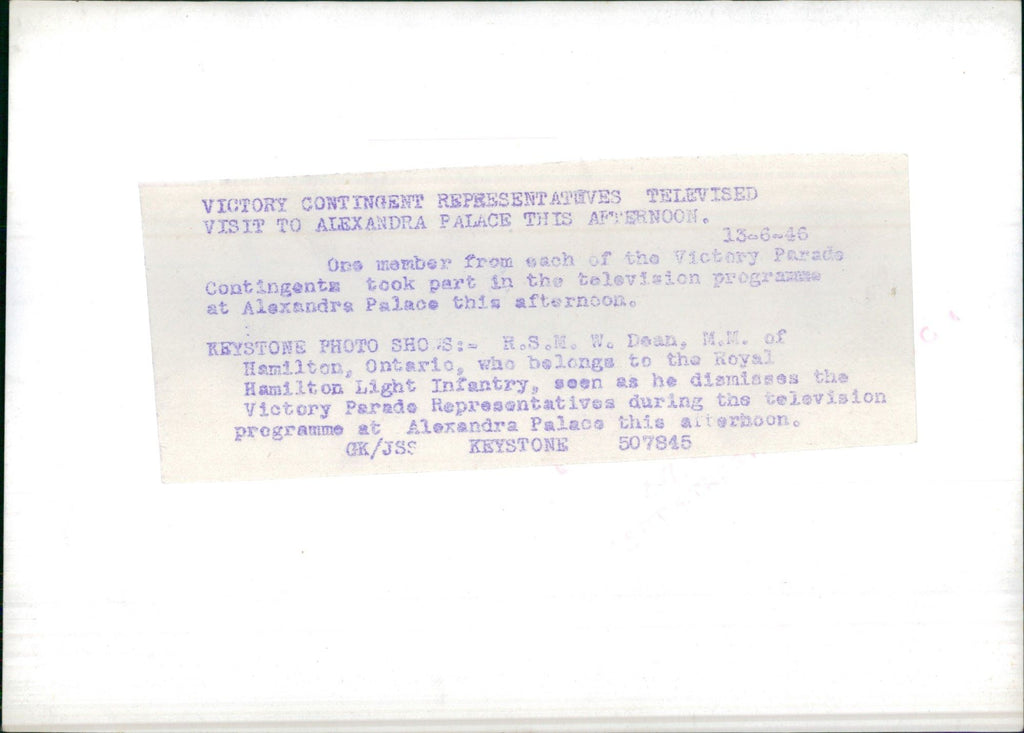 VICTORY CONTINGENT REPRESENTATIVES TELEVISED
VISIT TO ALEXANDRA PALACE THIS AFTERNOON.
13-6-46
One member from each of the Victory Parade
Contingents took part in the television programme
at Alexandra Palace this afternoon.
KEYSTONE PHOTO SHOWS:- R.S.M. W. Dean, M.M. of
Hamilton, Ontario, who belongs to the Royal
Hamilton Light Infantry, seen as he dismisses the
Victory Parade Representatives during the television
programme at Alexandra Palace this afternoon.
GK/JSS KEYSTONE 507845